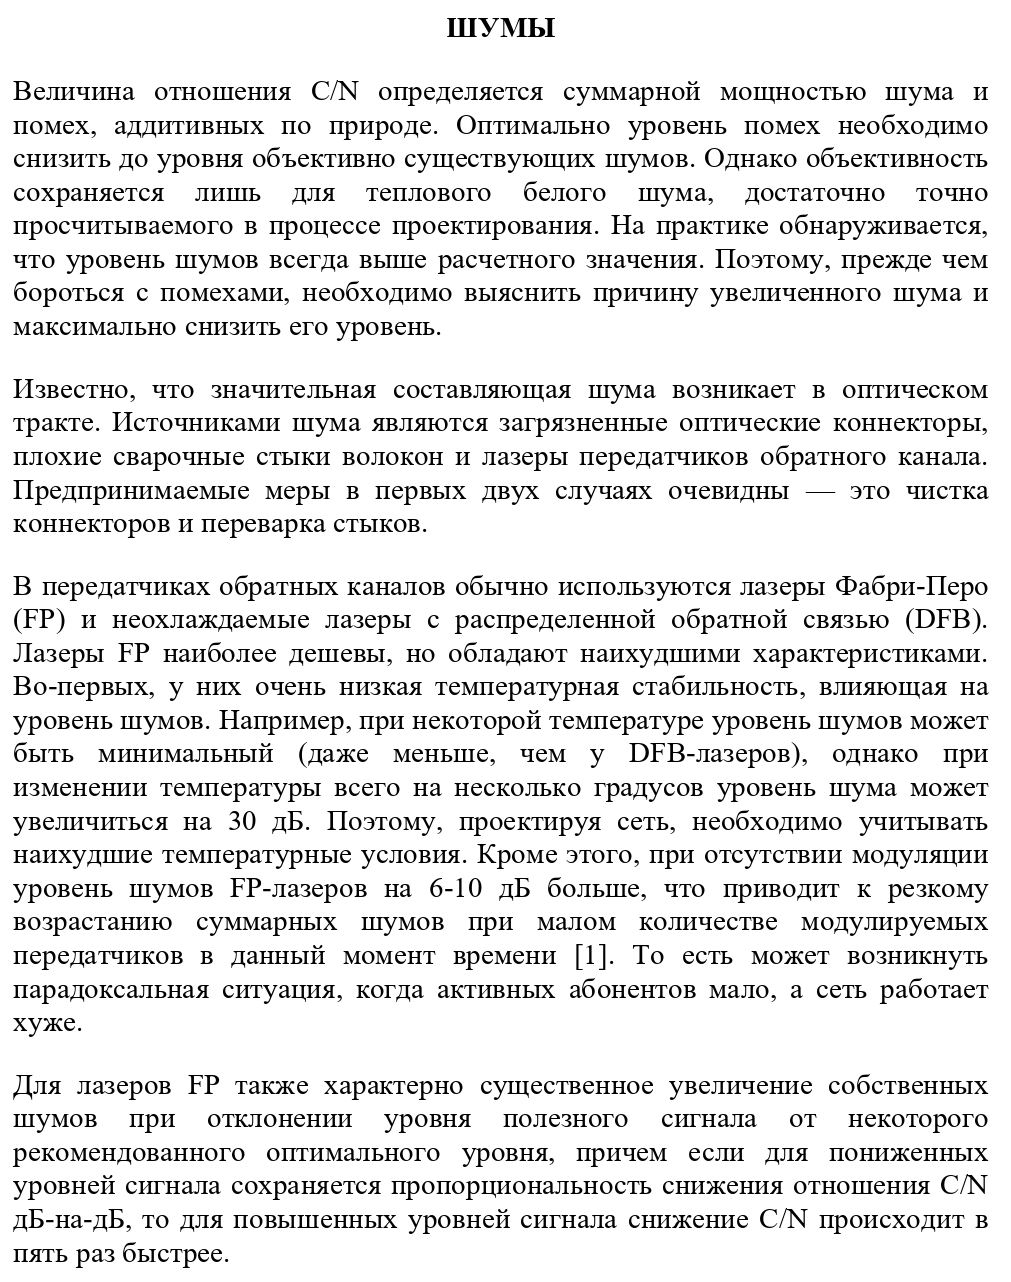 ШУМЫ
Величина отношения C/N определяется суммарной мощностью шума и
помех, аддитивных по природе. Оптимально уровень помех необходимо
снизить до уровня объективно существующих шумов. Однако объективность
сохраняется лишь для теплового белого шума, достаточно точно
просчитываемого в процессе проектирования. На практике обнаруживается,
что уровень шумов всегда выше расчетного значения. Поэтому, прежде чем
бороться с помехами, необходимо выяснить причину увеличенного шума и
максимально снизить его уровень.
Известно, что значительная составляющая шума возникает в оптическом
тракте. Источниками шума являются загрязненные оптические коннекторы,
плохие сварочные стыки волокон и лазеры передатчиков обратного канала.
Предпринимаемые меры в первых двух случаях очевидны — это чистка
коннекторов и переварка стыков.
В передатчиках обратных каналов обычно используются лазеры Фабри-Перо
(FP) и неохлаждаемые лазеры с распределенной обратной связью (DFB).
Лазеры FP наиболее дешевы, но обладают наихудшими характеристиками.
Во-первых, у них очень низкая температурная стабильность, влияющая на
уровень шумов. Например, при некоторой температуре уровень шумов может
быть минимальный (даже меньше, чем у DFB-лазеров), однако при
изменении температуры всего на несколько градусов уровень шума может
увеличиться на 30 дБ. Поэтому, проектируя сеть, необходимо учитывать
наихудшие температурные условия. Кроме этого, при отсутствии модуляции
уровень шумов FP-лазеров на 6-10 дБ больше, что приводит к резкому
возрастанию суммарных шумов при малом количестве модулируемых
передатчиков в данный момент времени [1]. То есть может возникнуть
парадоксальная ситуация, когда активных абонентов мало, а сеть работает
хуже.
Для лазеров FP также характерно существенное увеличение собственных
шумов при отклонении уровня полезного сигнала от некоторого
рекомендованного оптимального уровня, причем если для пониженных
уровней сигнала сохраняется пропорциональность снижения отношения C/N
дБ-на-дБ, то для повышенных уровней сигнала снижение C/N происходит в
пять раз быстрее.